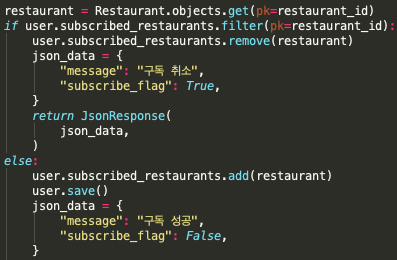 restaurant = Restaurant.objects.get(pk=restaurant_id)
if user.subscribed_restaurants.filter(pk=restaurant_id):
    user.subscribed_restaurants.remove(restaurant)
    json_data = {
        "message": "구독 취소",
        "subscribe_flag": True,
    }
    return JsonResponse(
        json_data,
    )
else:
    user.subscribed_restaurants.add(restaurant)
    user.save()
    json_data = {
        "message": "구독 성공",
        "subscribe_flag": False,
    }